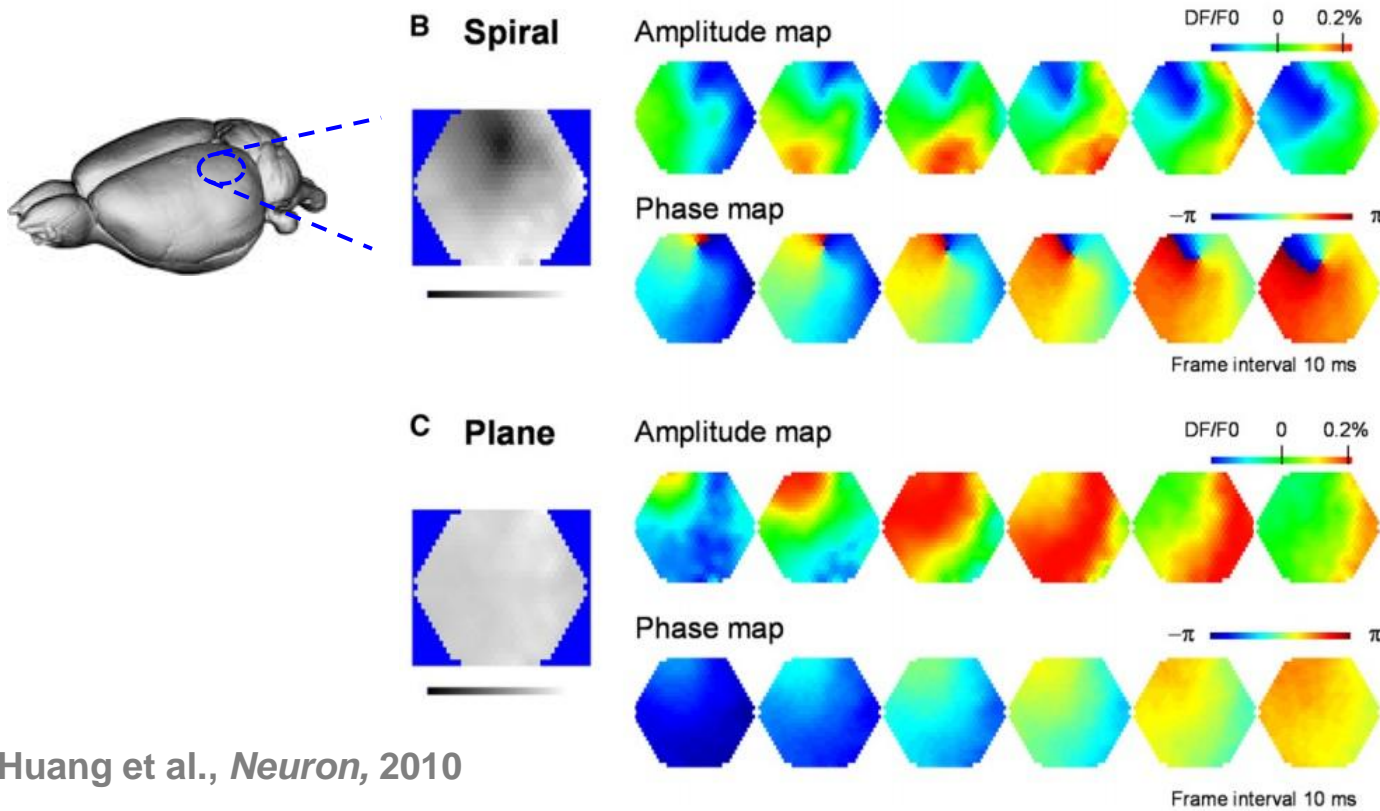 B Spiral
Amplitude map
DF/F0 0 0.2%
Phase map
−π π
Frame interval 10 ms
C Plane
Amplitude map
DF/F0 0 0.2%
Phase map
−π π
Frame interval 10 ms
Huang et al., Neuron, 2010